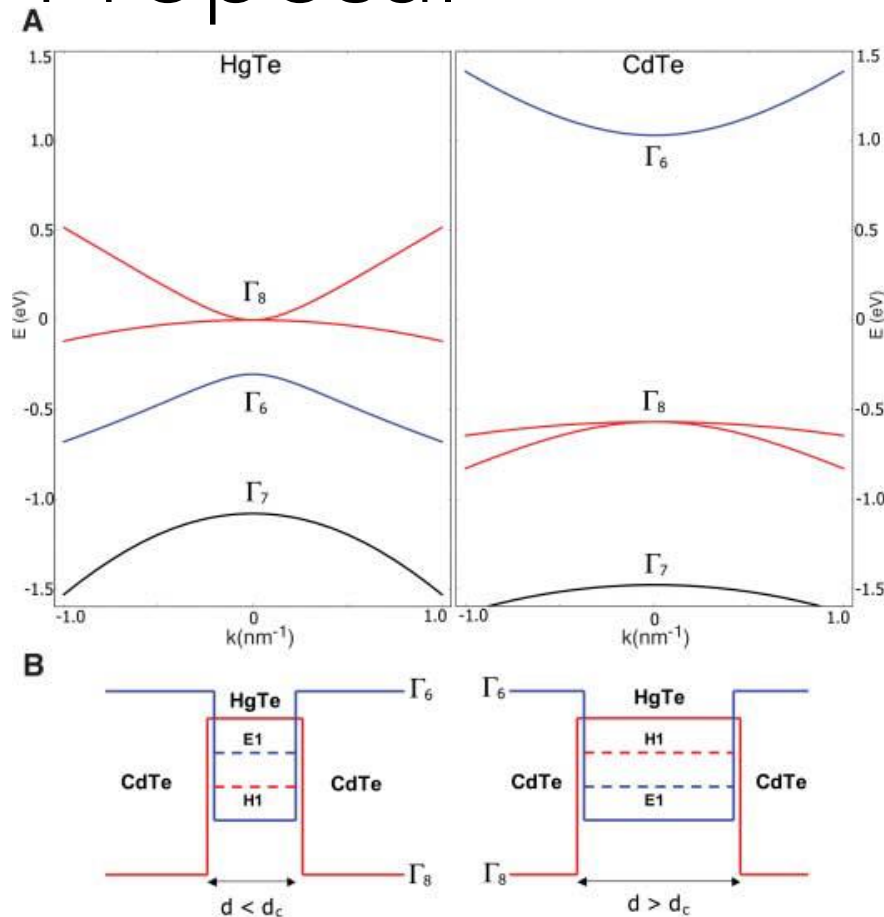 Proposal
A
HgTe
CdTe
1.5
1.0
0.5
0
-0.5
-1.0
-1.5
E (eV)
Γ8
Γ6
Γ7
-1.0
0
1.0
k(nm-1)
Γ6
Γ8
Γ7
1.5
1.0
0.5
0
-0.5
-1.0
-1.5
E (eV)
-1.0
0
1.0
k(nm-1)
B
HgTe
Γ6
E1
CdTe
CdTe
H1
Γ8
d < dc
Γ6
HgTe
H1
CdTe
CdTe
E1
Γ8
d > dc